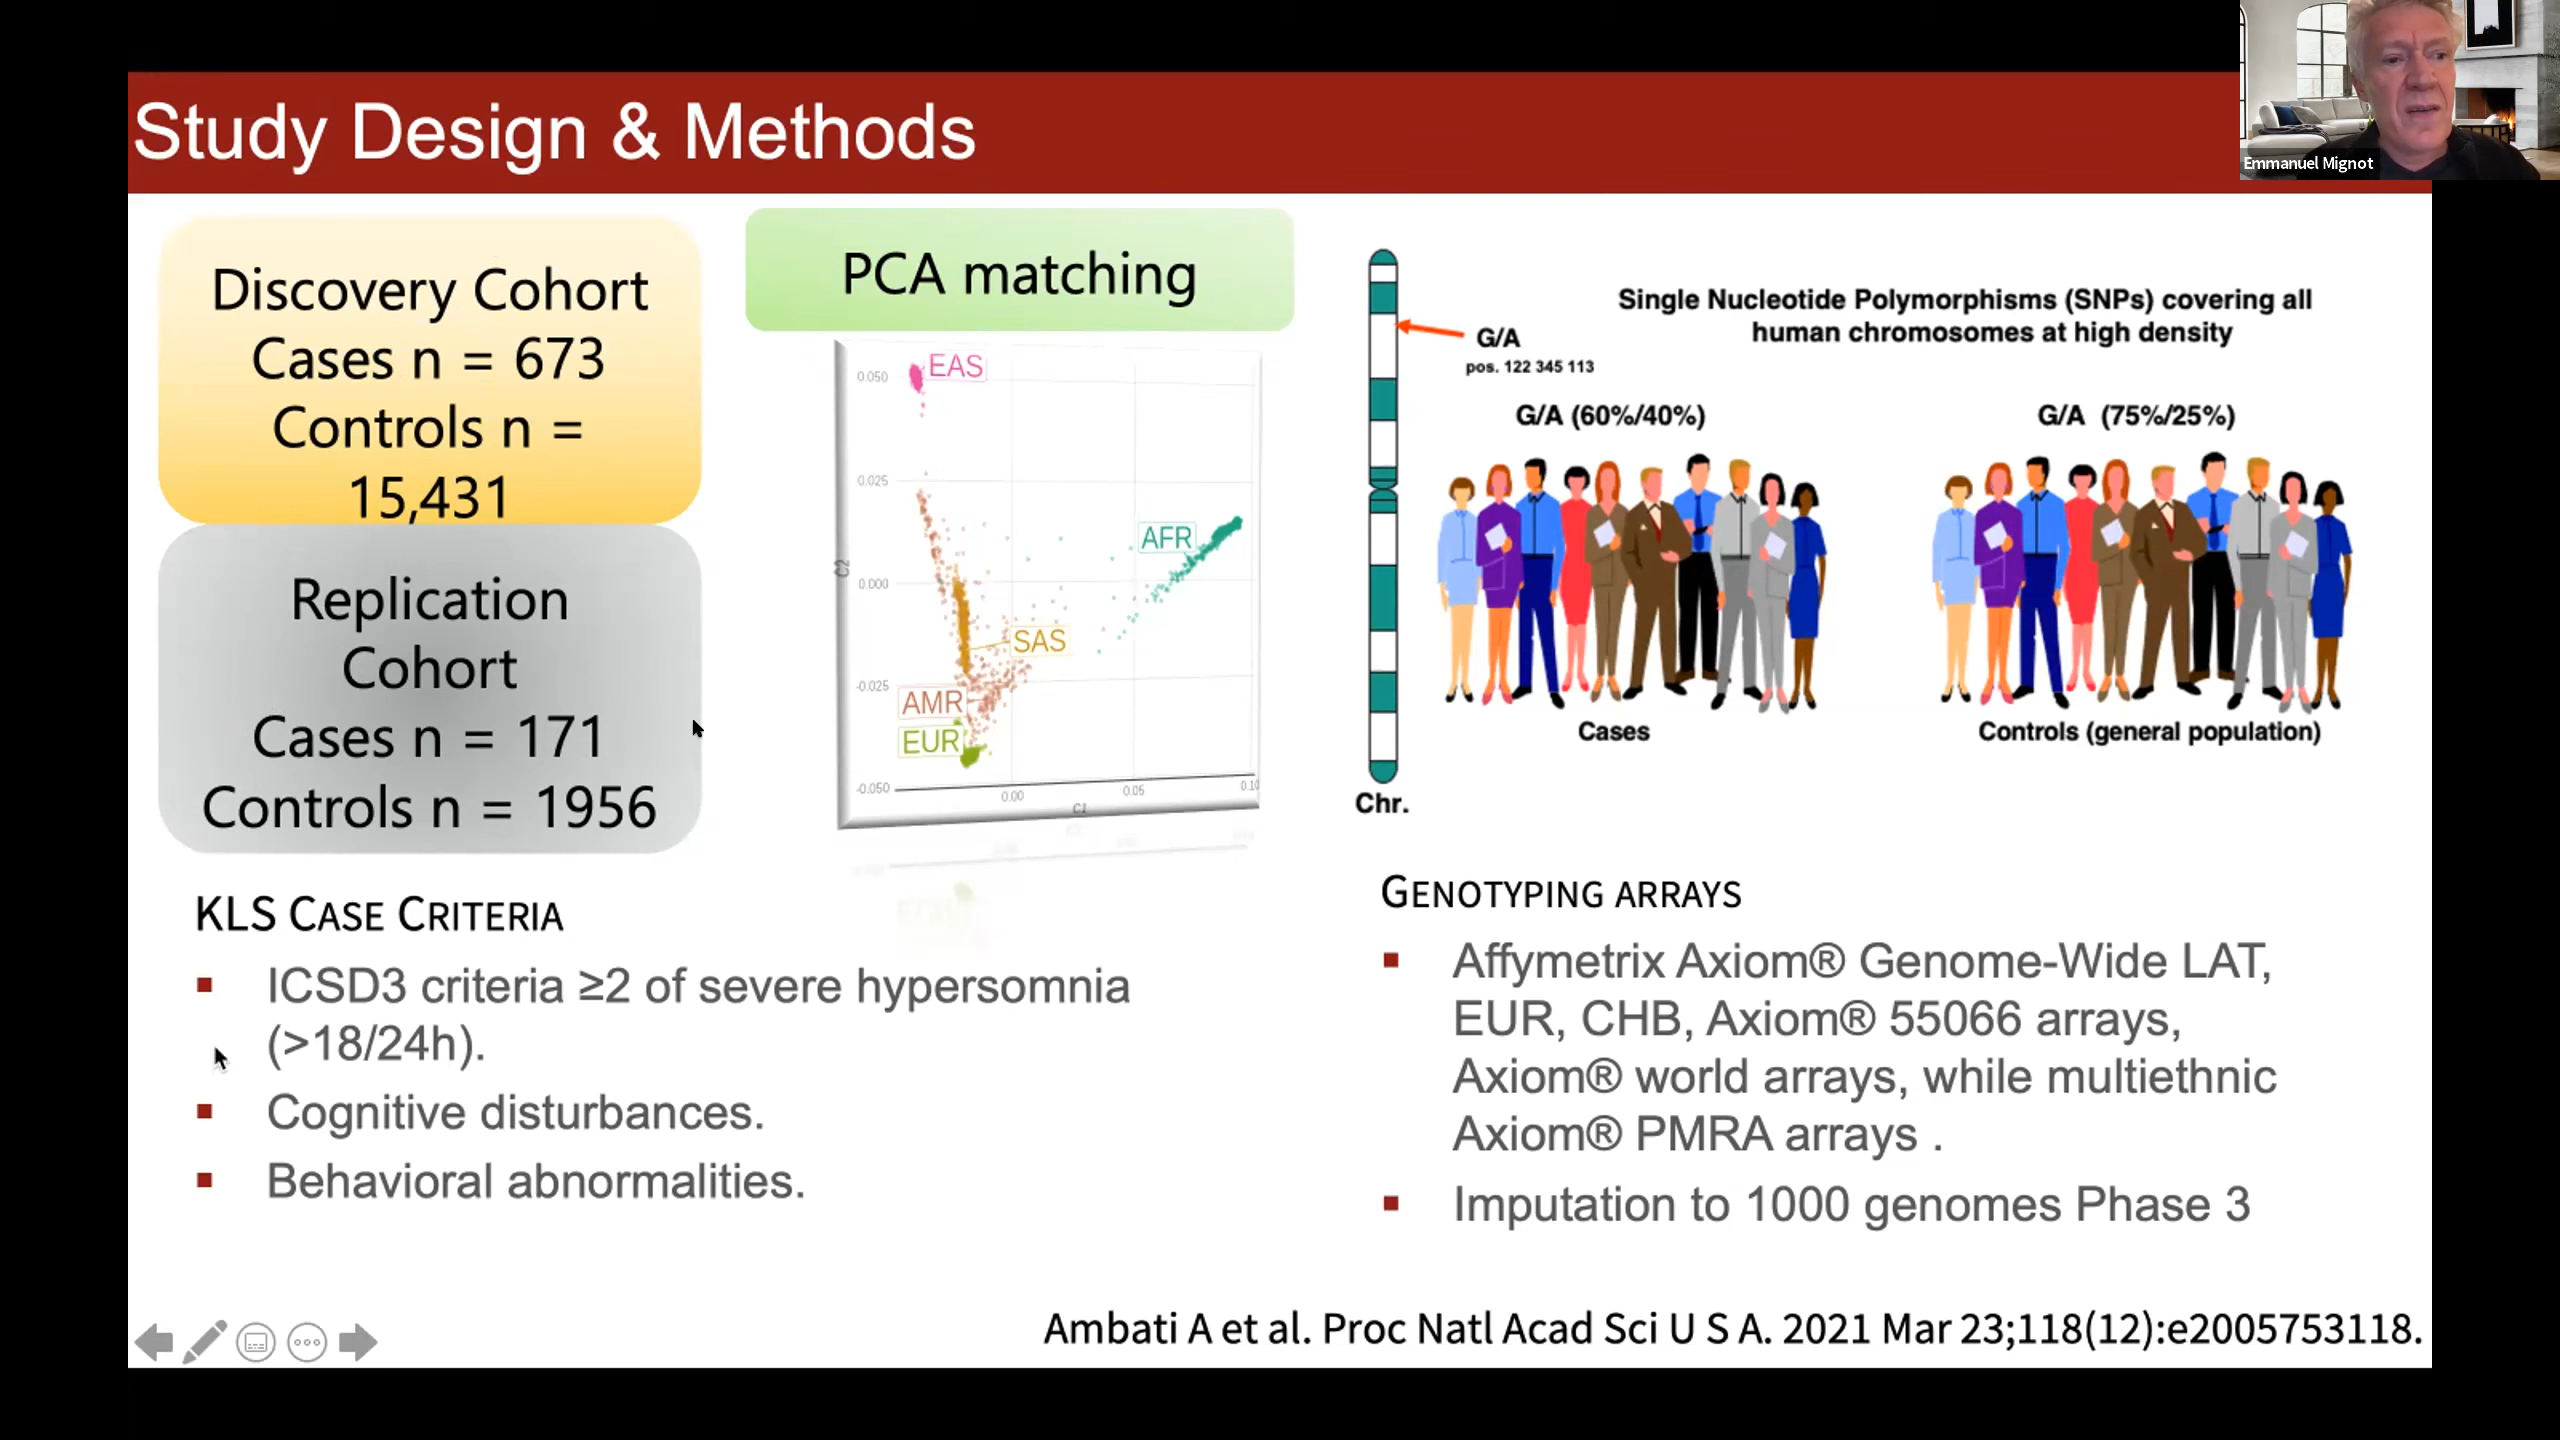 Study Design & Methods
Emmanuel Mignot
Discovery Cohort
Cases n = 673
Controls n =
15,431
Replication
Cohort
Cases n = 171
Controls n = 1956
PCA matching
0.050
0.025
0.000
-0.025
-0.050
C2
EAS
AFR
SAS
AMR
EUR
0.00
0.05
0.10
C1
Single Nucleotide Polymorphisms (SNPs) covering all
human chromosomes at high density
G/A
pos. 122 345 113
G/A (60%/40%)
G/A (75%/25%)
Cases
Controls (general population)
Chr.
KLS CASE CRITERIA
▪ ICSD3 criteria ≥2 of severe hypersomnia
(>18/24h).
▪ Cognitive disturbances.
▪ Behavioral abnormalities.
GENOTYPING ARRAYS
▪ Affymetrix Axiom® Genome-Wide LAT,
EUR, CHB, Axiom® 55066 arrays,
Axiom® world arrays, while multiethnic
Axiom® PMRA arrays .
▪ Imputation to 1000 genomes Phase 3
Ambati A et al. Proc Natl Acad Sci U S A. 2021 Mar 23;118(12):e2005753118.